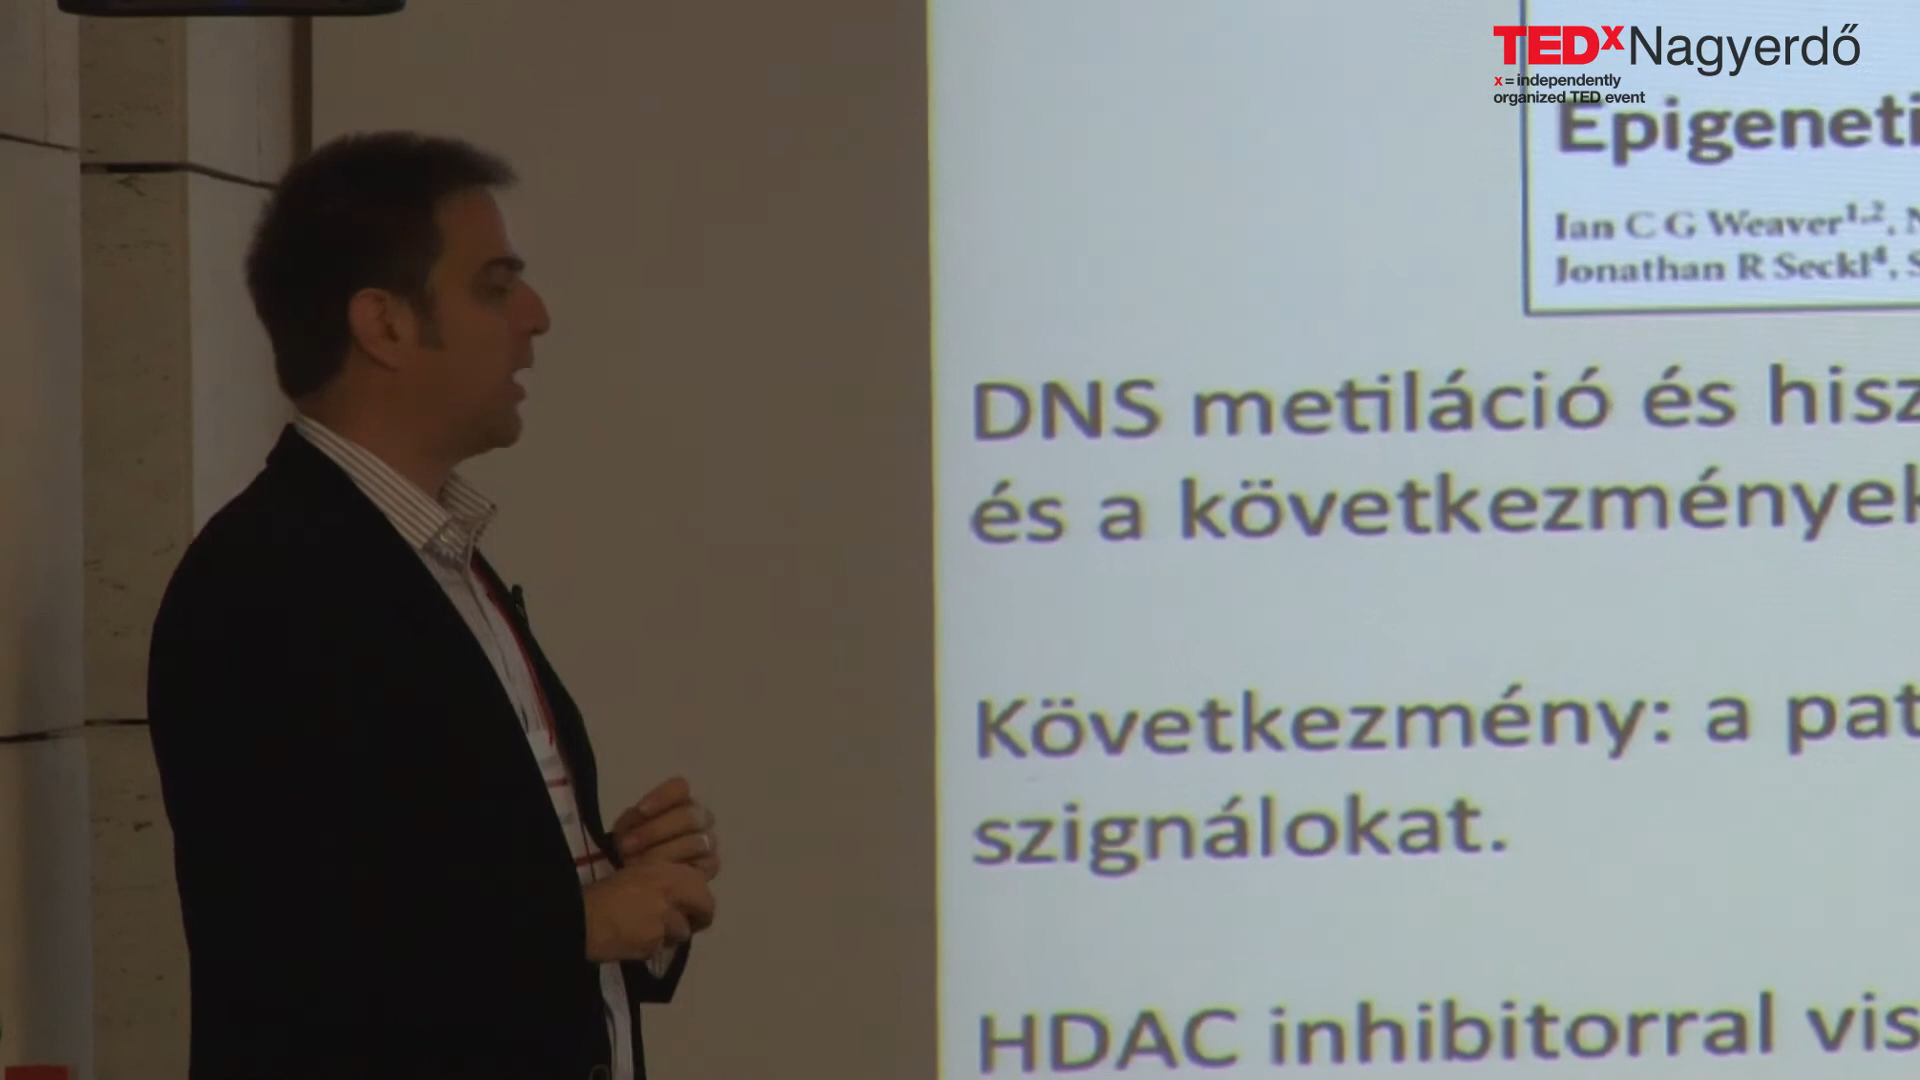 TEDxNagyerdő
x = independently
organized TED event
Epigeneti
Ian C G Weaver1,2, N
Jonathan R Seckl4, S
DNS metiláció és hisz
és a következmények
Következmény: a pat
szignálokat.
HDAC inhibitorral vis